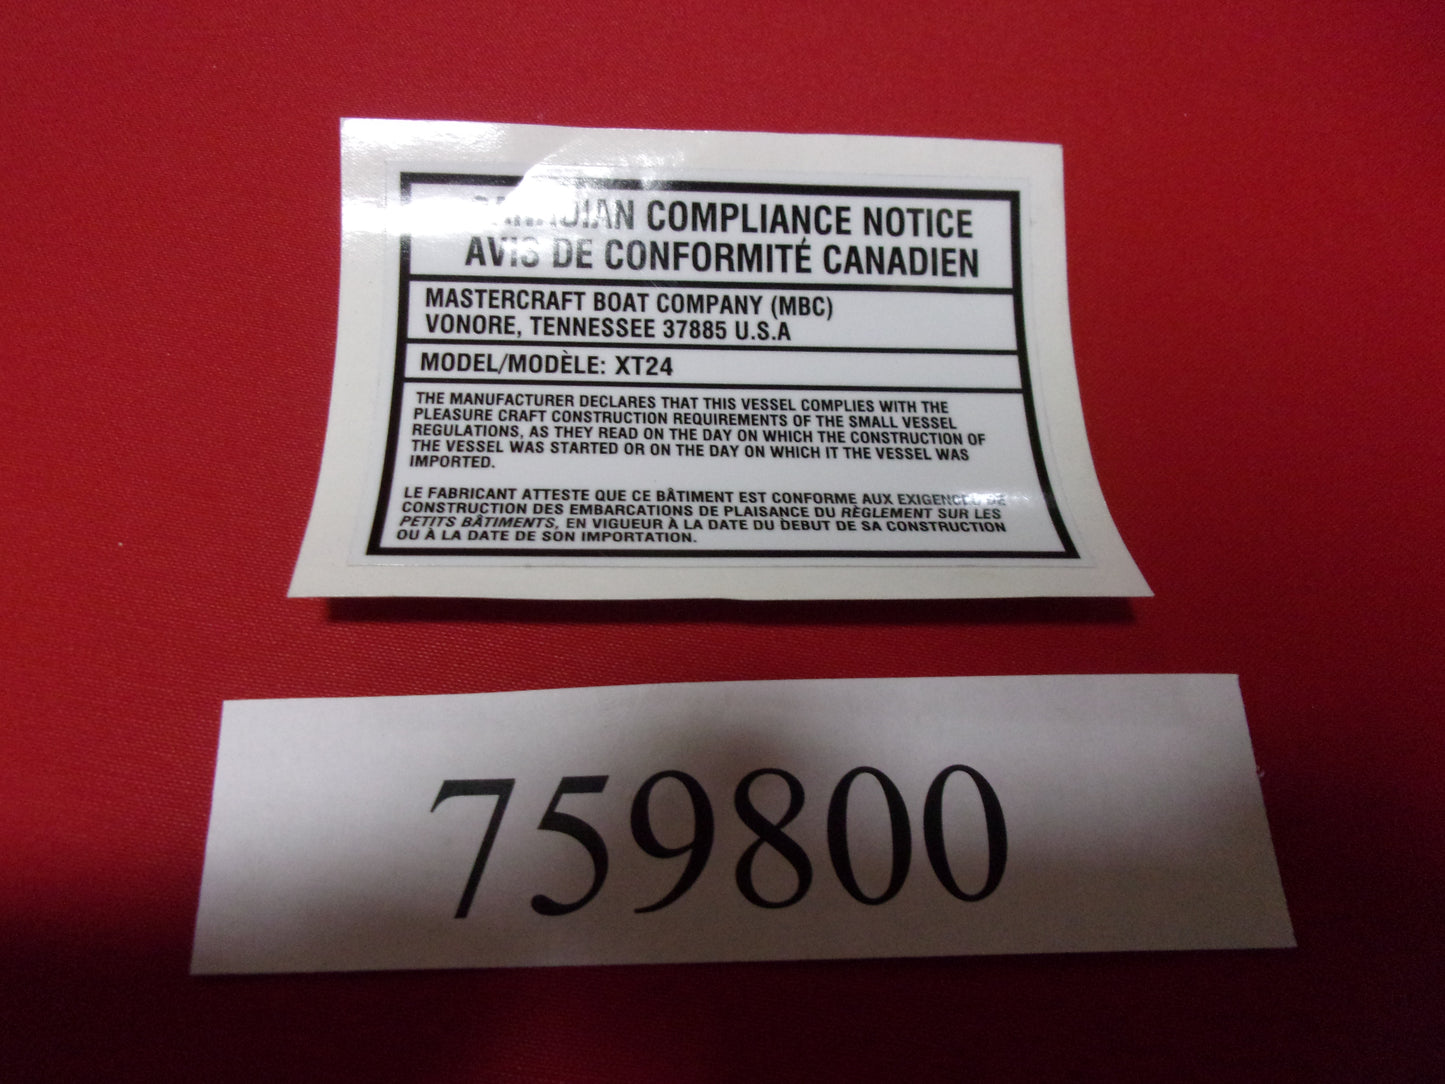 CANADIAN COMPLIANCE NOTICE
AVIS DE CONFORMITÉ CANADIEN
MASTERCRAFT BOAT COMPANY (MBC)
VONORE, TENNESSEE 37885 U.S.A
MODEL/MODÈLE: XT24
THE MANUFACTURER DECLARES THAT THIS VESSEL COMPLIES WITH THE
PLEASURE CRAFT CONSTRUCTION REQUIREMENTS OF THE SMALL VESSEL
REGULATIONS, AS THEY READ ON THE DAY ON WHICH THE CONSTRUCTION OF
THE VESSEL WAS STARTED OR ON THE DAY ON WHICH IT THE VESSEL WAS
IMPORTED.
LE FABRICANT ATTESTE QUE CE BÂTIMENT EST CONFORME AUX EXIGENCES DE
CONSTRUCTION DES EMBARCATIONS DE PLAISANCE DU RÈGLEMENT SUR LES
PETITS BÂTIMENTS, EN VIGUEUR À LA DATE DU DEBUT DE SA CONSTRUCTION
OU À LA DATE DE SON IMPORTATION.
759800